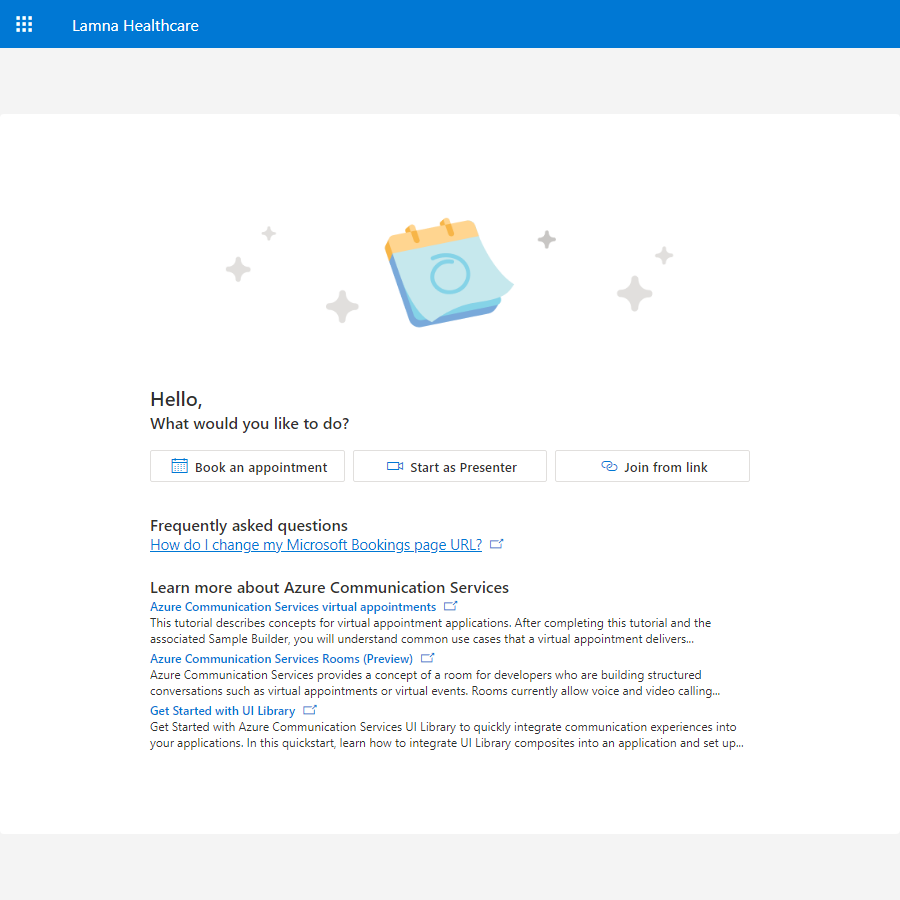 Lamna Healthcare
Hello,
What would you like to do?
Book an appointment
Start as Presenter
Join from link
Frequently asked questions
How do I change my Microsoft Bookings page URL?
Learn more about Azure Communication Services
Azure Communication Services virtual appointments
This tutorial describes concepts for virtual appointment applications. After completing this tutorial and the
associated Sample Builder, you will understand common use cases that a virtual appointment delivers...
Azure Communication Services Rooms (Preview)
Azure Communication Services provides a concept of a room for developers who are building structured
conversations such as virtual appointments or virtual events. Rooms currently allow voice and video calling...
Get Started with UI Library
Get Started with Azure Communication Services UI Library to quickly integrate communication experiences into
your applications. In this quickstart, learn how to integrate UI Library composites into an application and set up...